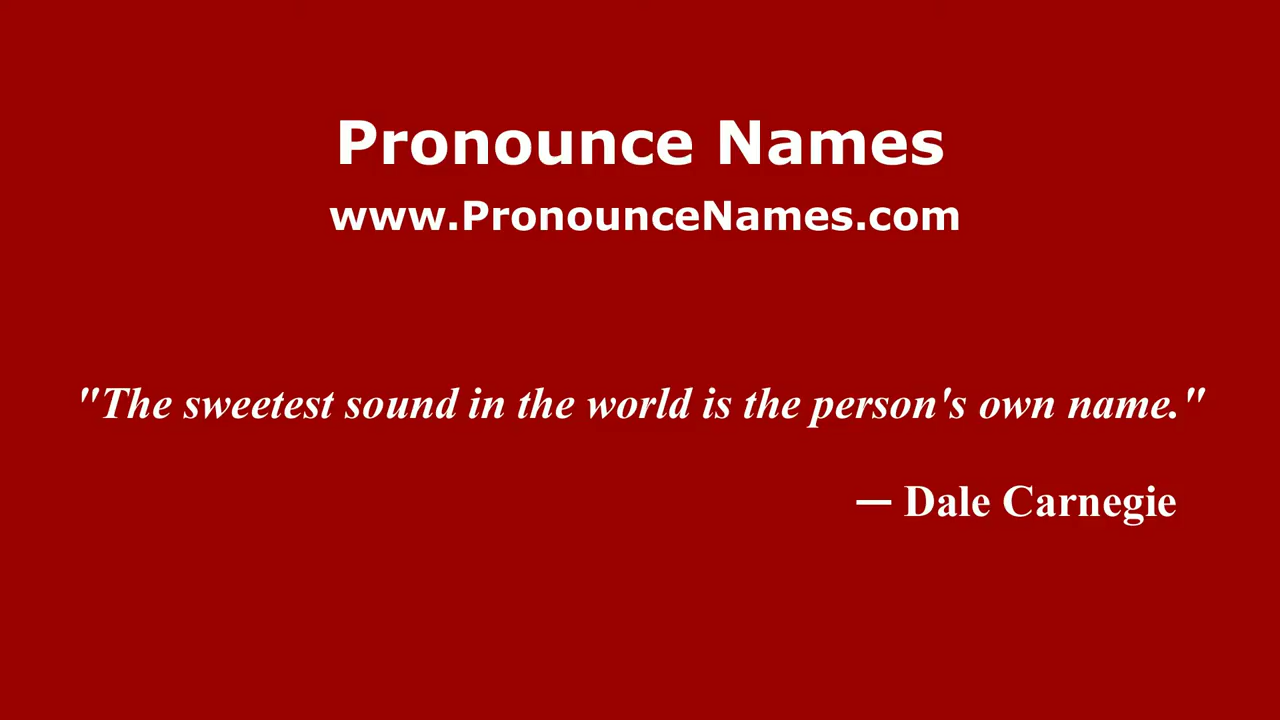 Pronounce Names
www.PronounceNames.com
"The sweetest sound in the world is the person's own name."
— Dale Carnegie